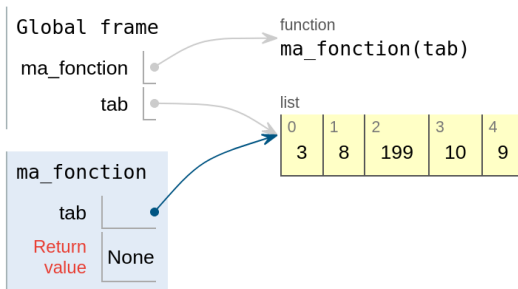 Global frame
ma_fonction
tab
function
ma_fonction(tab)
list
0 1 2 3 4
3 8 199 10 9
ma_fonction
tab
Return
value
None